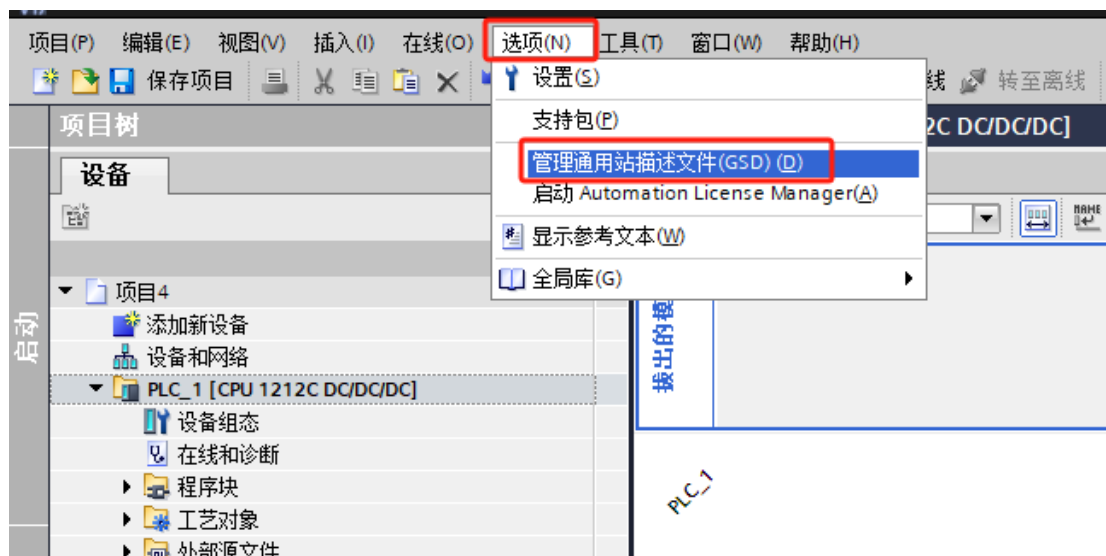 项目(P) 编辑(E) 视图(V) 插入(I) 在线(O) 选项(N) 工具(T) 窗口(W) 帮助(H)
保存项目 设置(S) 线 转至离线
项目树 支持包(P) 2C DC/DC/DC]
设备 管理通用站描述文件(GSD) (D)
启动 Automation License Manager(A)
NAME
显示参考文本(W)
全局库(G)
项目4
添加新设备
启动
设备和网络
拔出的模
PLC_1 [CPU 1212C DC/DC/DC]
设备组态
在线和诊断
程序块
PLC_1
工艺对象
外部源文件